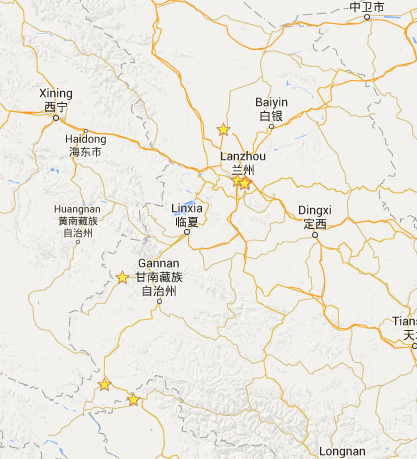 中卫市
Xining
西宁
Baiyin
白银
Haidong
海东市
Lanzhou
兰州
Huangnan
黄南藏族
自治州
Linxia
临夏
Dingxi
定西
Gannan
甘南藏族
自治州
Tians
天水
Longnan